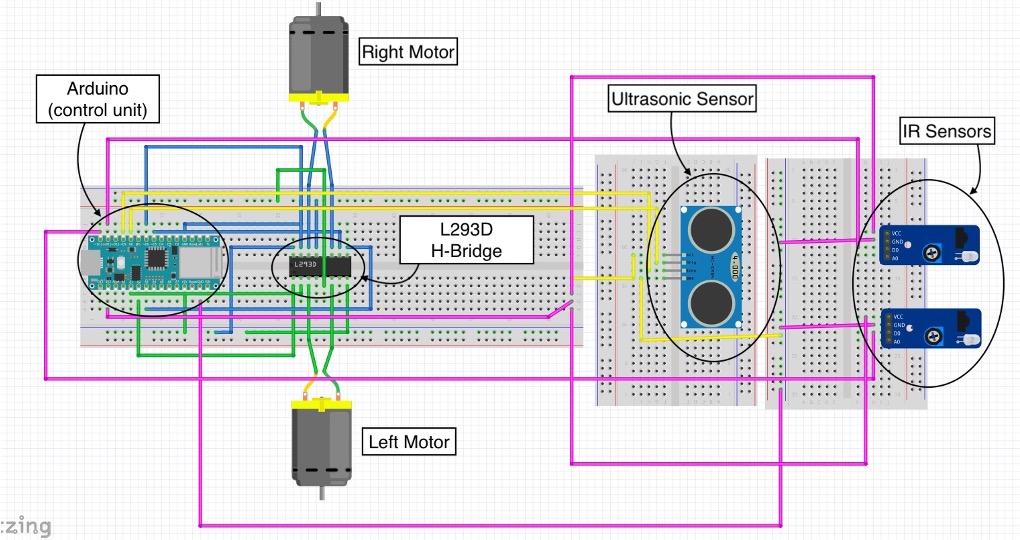 Right Motor
Arduino
(control unit)
Ultrasonic Sensor
IR Sensors
L293D
H-Bridge
L293D
VCC
GND
D0
A0
VCC
GND
D0
A0
Left Motor
zing